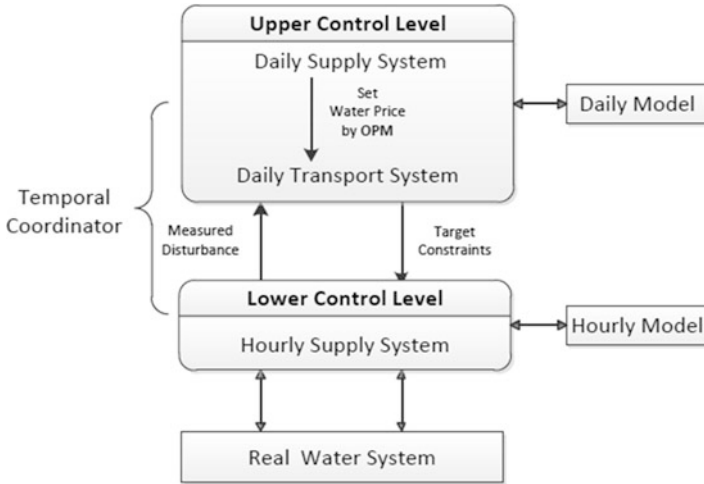 Upper Control Level
Daily Supply System
Set
Water Price
by OPM
Daily Transport System
Daily Model
Temporal
Coordinator
Measured
Disturbance
Target
Constraints
Lower Control Level
Hourly Supply System
Hourly Model
Real Water System